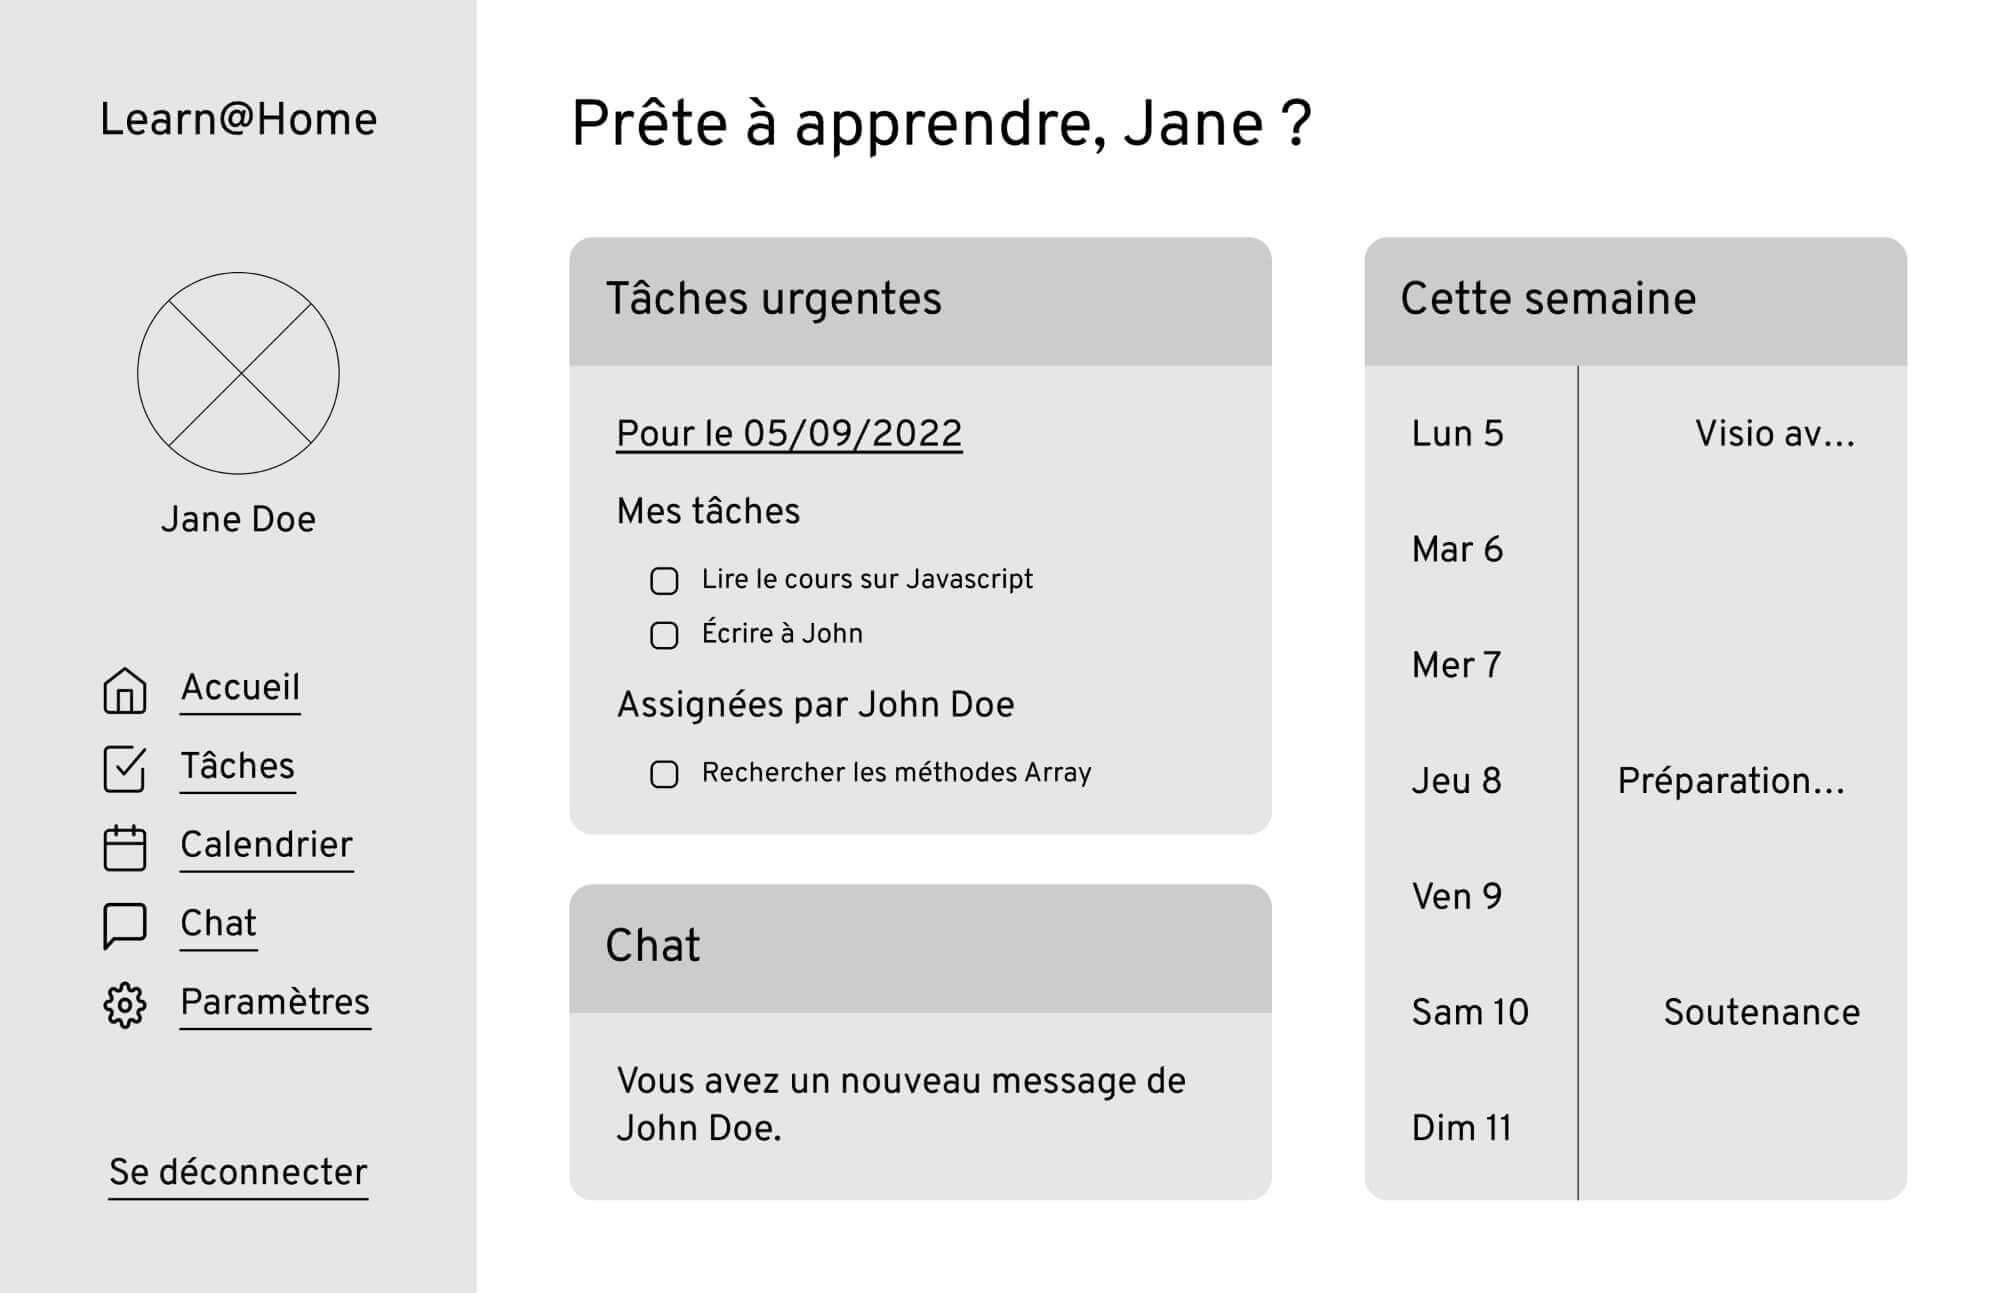 Learn@Home
Jane Doe
Accueil
Tâches
Calendrier
Chat
Paramètres
Se déconnecter
Prête à apprendre, Jane ?
Tâches urgentes
Pour le 05/09/2022
Mes tâches
Lire le cours sur Javascript
Écrire à John
Assignées par John Doe
Rechercher les méthodes Array
Chat
Vous avez un nouveau message de
John Doe.
Cette semaine
Lun 5 Visio av...
Mar 6
Mer 7
Jeu 8 Préparation...
Ven 9
Sam 10 Soutenance
Dim 11